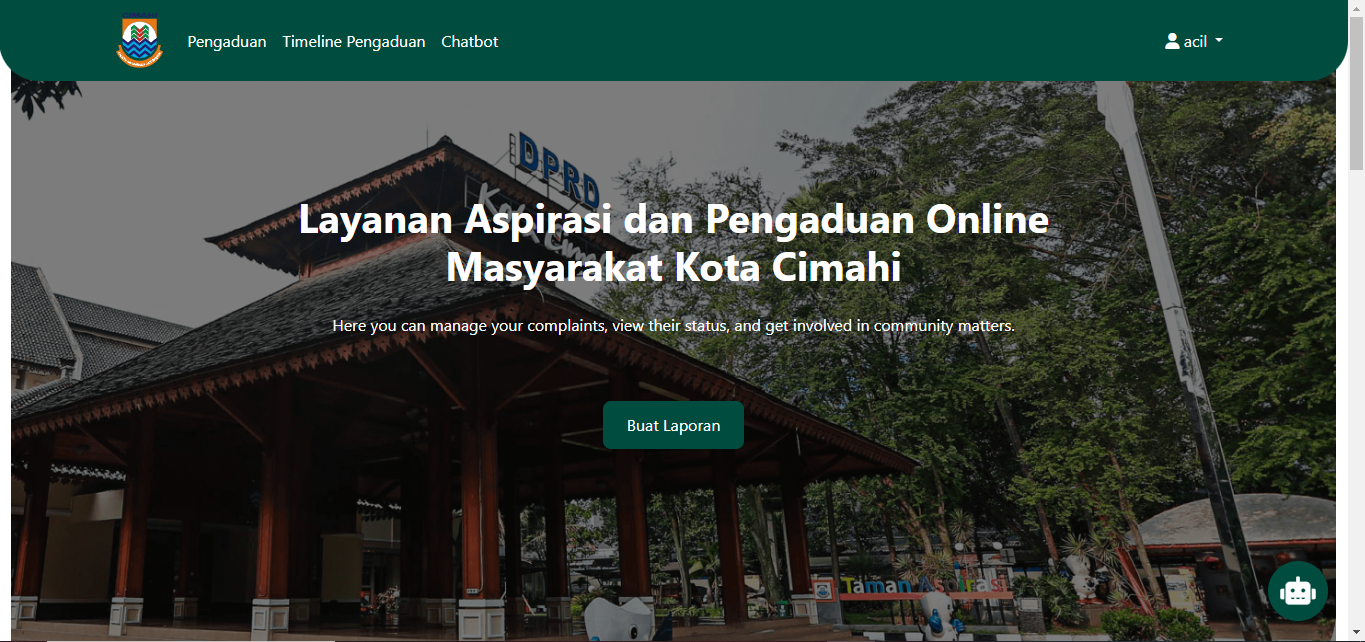 Pengaduan Timeline Pengaduan Chatbot acil
DPRD
Layanan Aspirasi dan Pengaduan Online
Masyarakat Kota Cimahi
Here you can manage your complaints, view their status, and get involved in community matters.
Buat Laporan
Taman Aspirasi